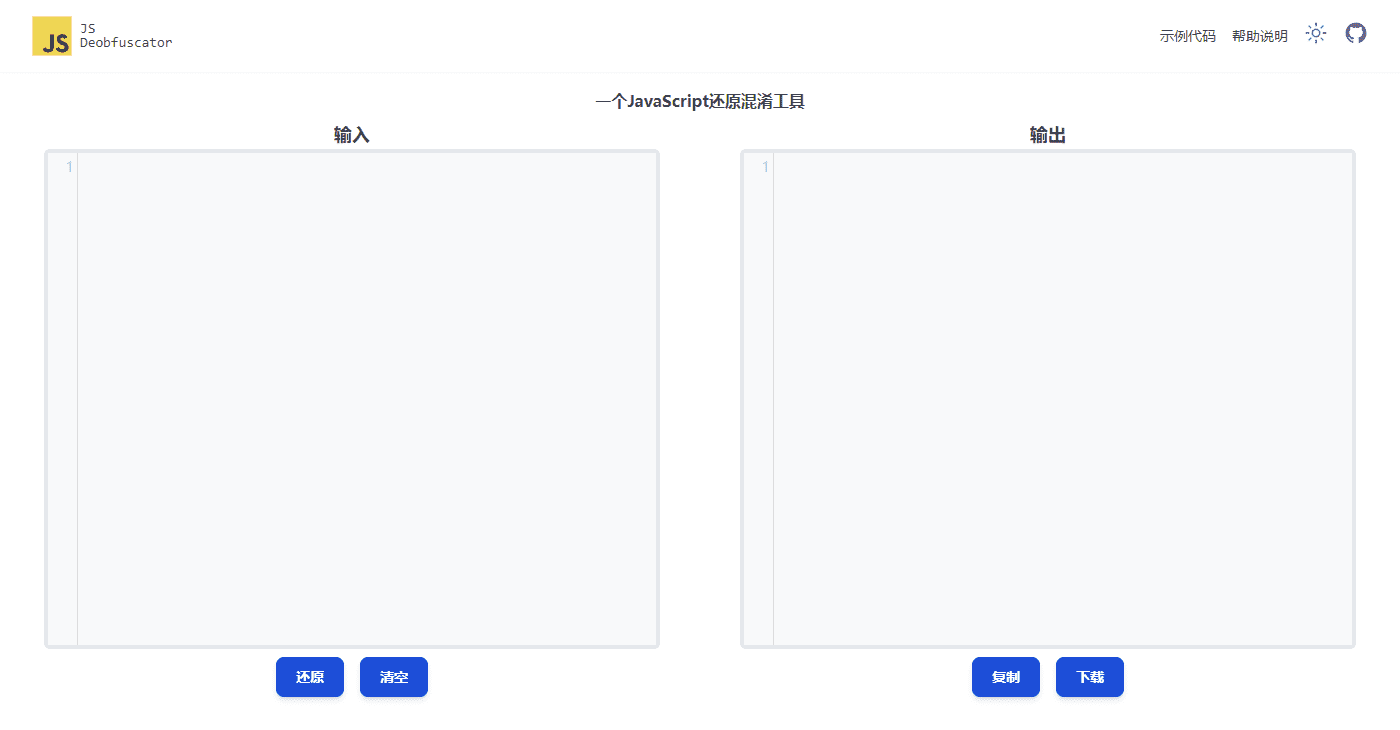 JS
JS
Deobfuscator
示例代码 帮助说明
一个JavaScript还原混淆工具
输入
输出
1
1
还原 清空
复制 下载